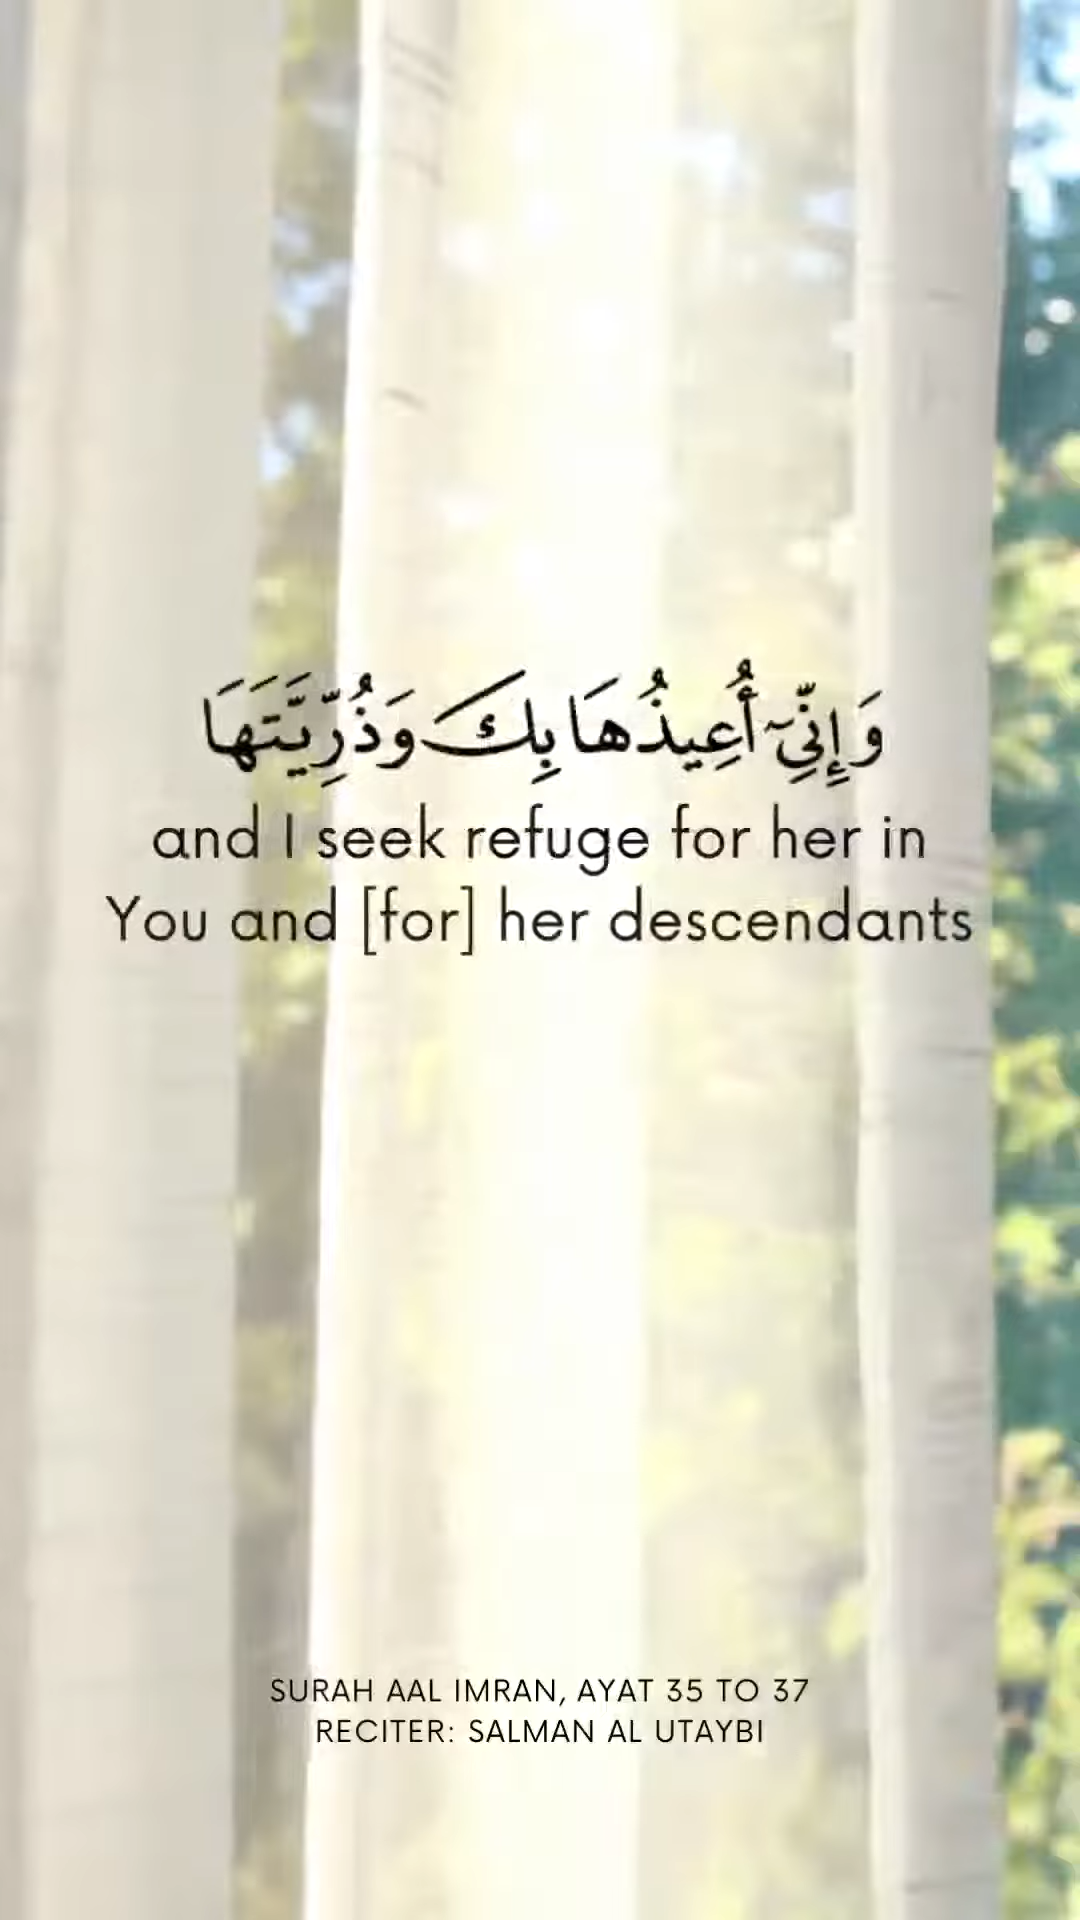 وَإِنِّىٓ أُعِيذُهَا بِكَ وَذُرِّيَّتَهَا
and I seek refuge for her in
You and [for] her descendants
SURAH AAL IMRAN, AYAT 35 TO 37
RECITER: SALMAN AL UTAYBI